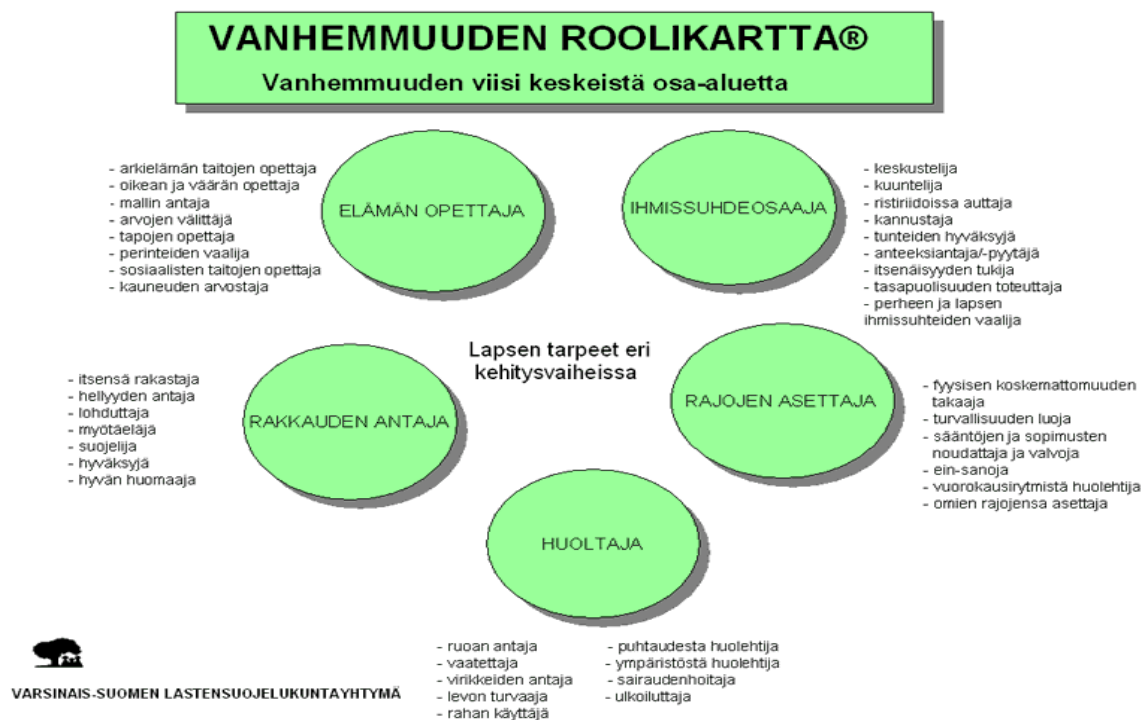 VANHEMMUUDEN ROOLIKARTTA®
Vanhemmuuden viisi keskeistä osa-aluetta
- arkielämän taitojen opettaja
- oikean ja väärän opettaja
- mallin antaja
- arvojen välittäjä
- tapojen opettaja
- perinteiden vaalija
- sosiaalisten taitojen opettaja
- kauneuden arvostaja
ELÄMÄN OPETTAJA
IHMISSUHDEOSAAJA
- keskustelija
- kuuntelija
- ristiriidoissa auttaja
- kannustaja
- tunteiden hyväksyjä
- anteeksiantaja/-pyytäjä
- itsenäisyyden tukija
- tasapuolisuuden toteuttaja
- perheen ja lapsen
ihmissuhteiden vaalija
Lapsen tarpeet eri
kehitysvaiheissa
- itsensä rakastaja
- hellyyden antaja
- lohduttaja
- myötäeläjä
- suojelija
- hyväksyjä
- hyvän huomaaja
RAKKAUDEN ANTAJA
RAJOJEN ASETTAJA
- fyysisen koskemattomuuden
takaaja
- turvallisuuden luoja
- sääntöjen ja sopimusten
noudattaja ja valvoja
- ein-sanoja
- vuorokausirytmistä huolehtija
- omien rajojensa asettaja
HUOLTAJA
- ruoan antaja
- vaatettaja
- virikkeiden antaja
- levon turvaaja
- rahan käyttäjä
- puhtaudesta huolehtija
- ympäristöstä huolehtija
- sairaudenhoitaja
- ulkoiluttaja
VARSINAIS-SUOMEN LASTENSUOJELUKUNTAYHTYMÄ